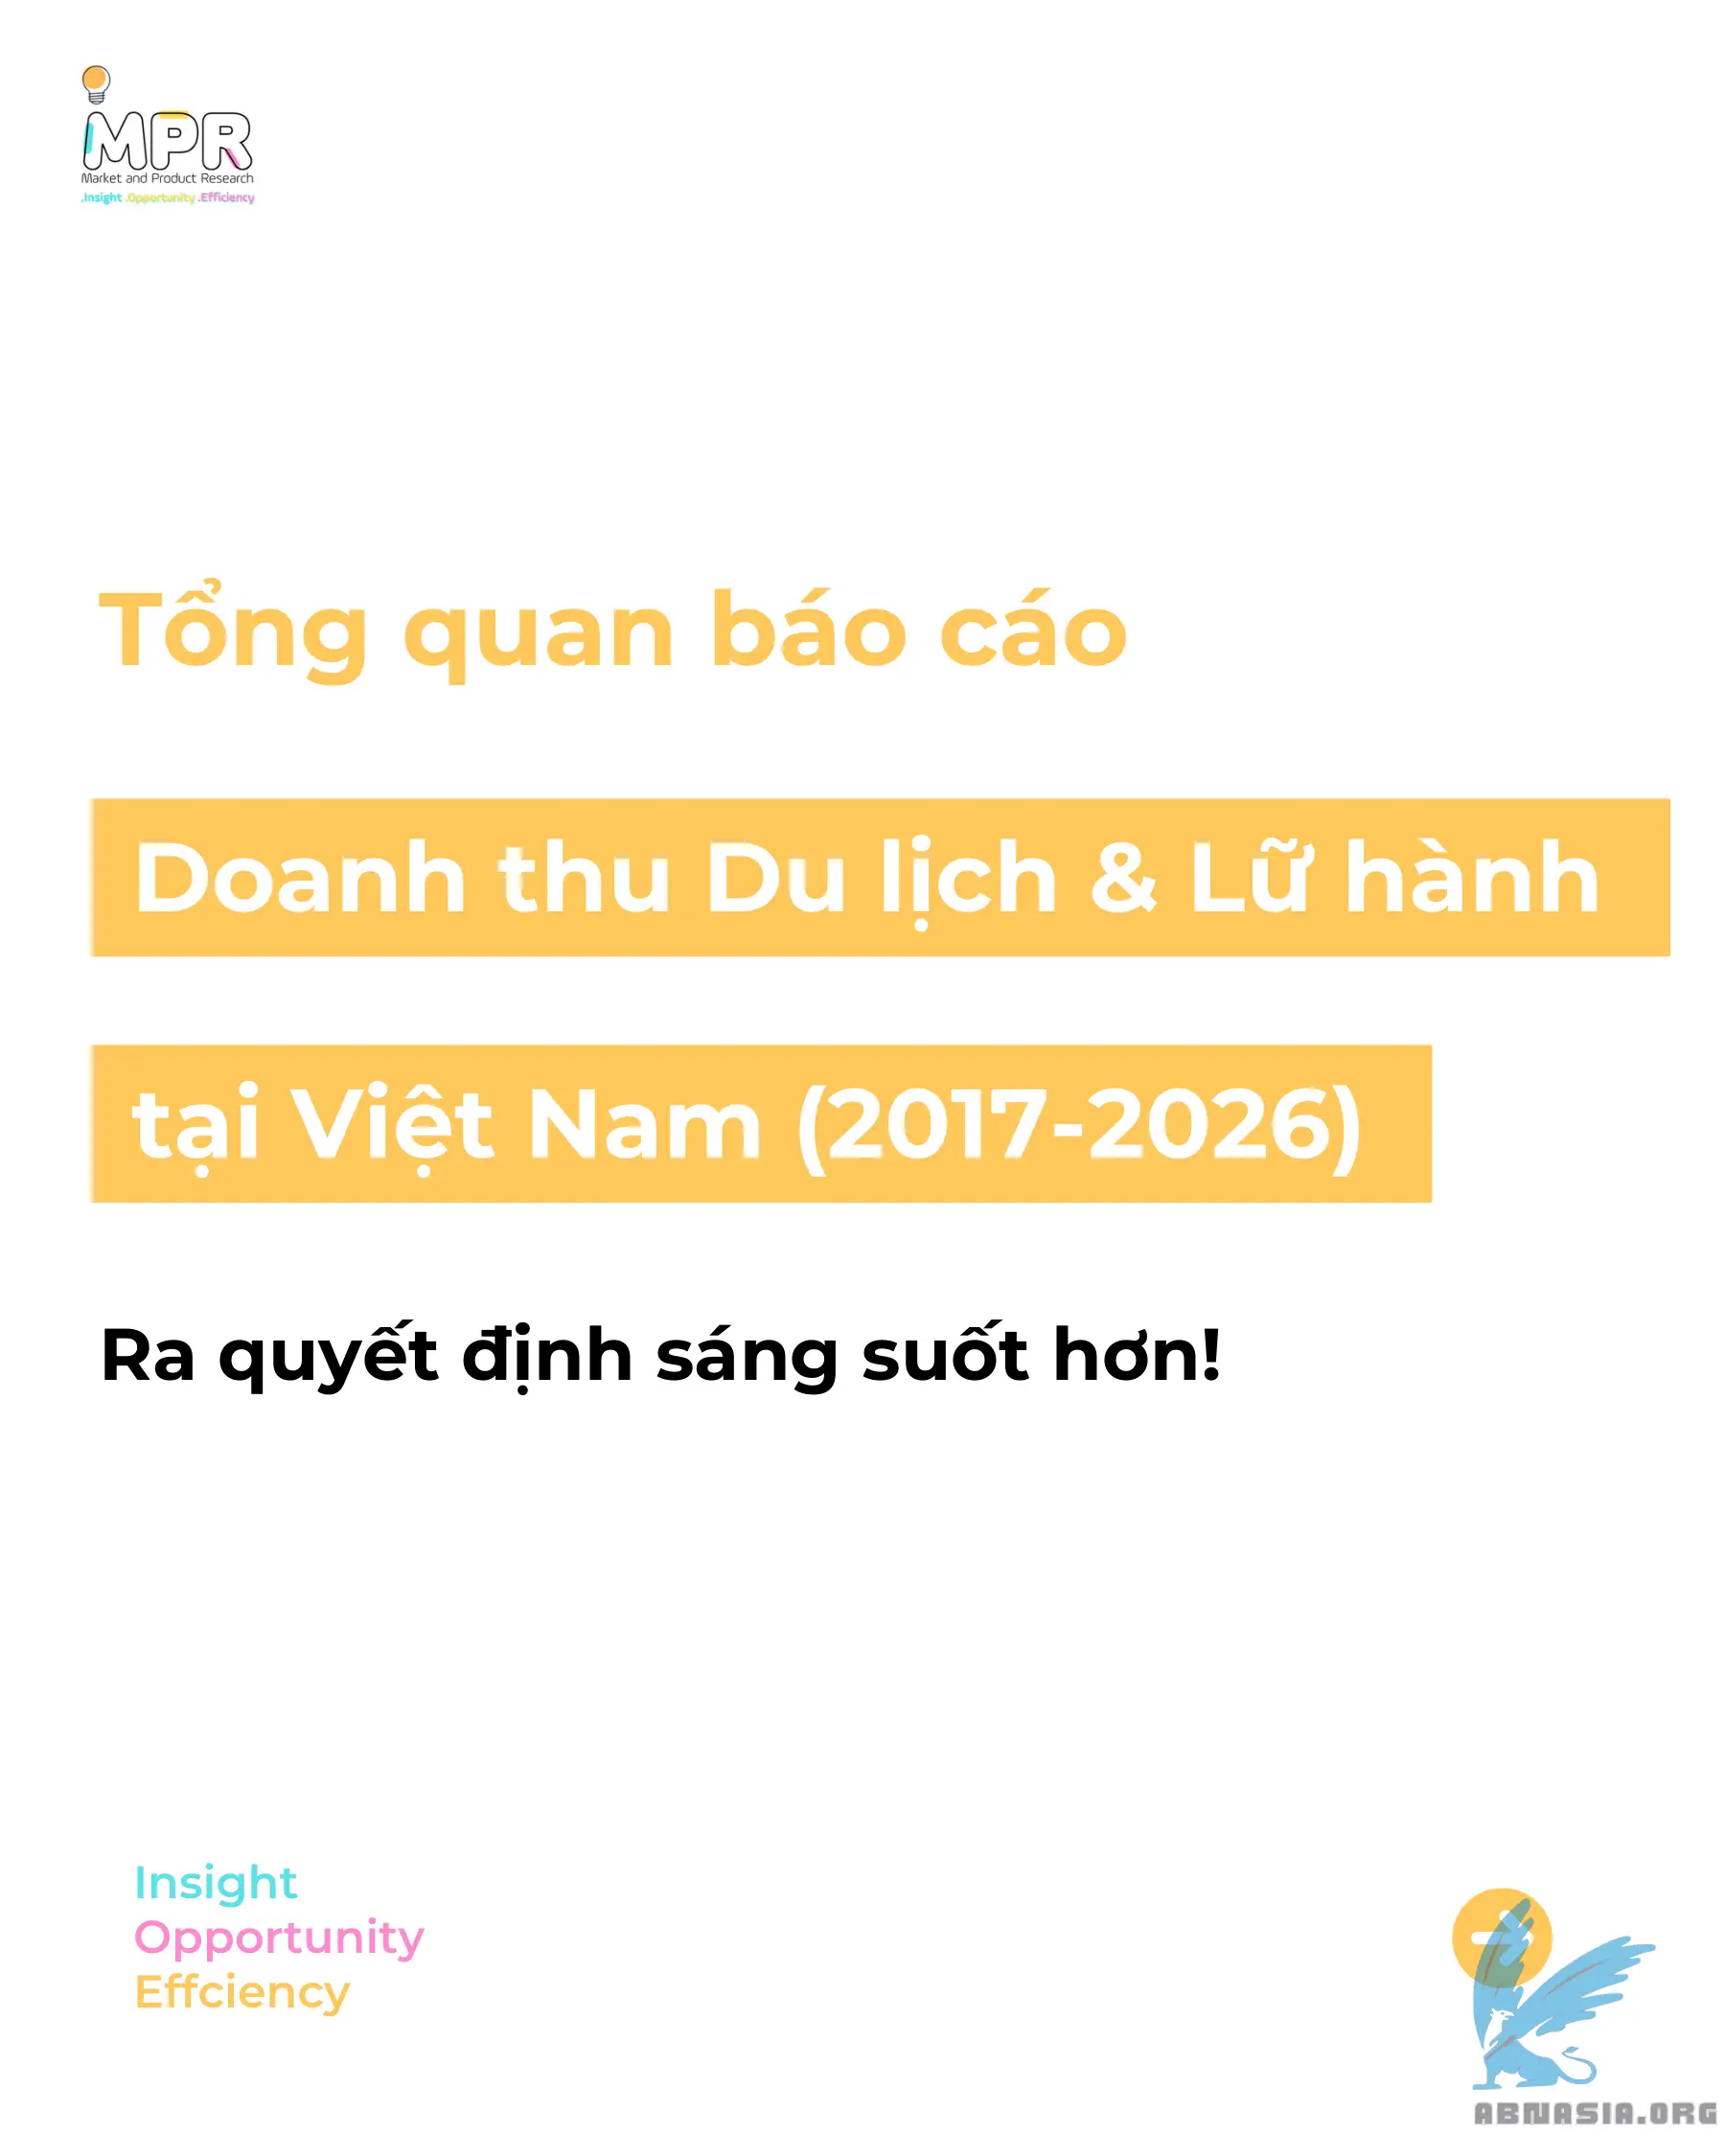 MPR
Market and Product Research
.Insight .Opportunity .Efficiency
Tổng quan báo cáo
Doanh thu Du lịch & Lữ hành
tại Việt Nam (2017-2026)
Ra quyết định sáng suốt hơn!
Insight
Opportunity
Effciency
ABNASIA.ORG